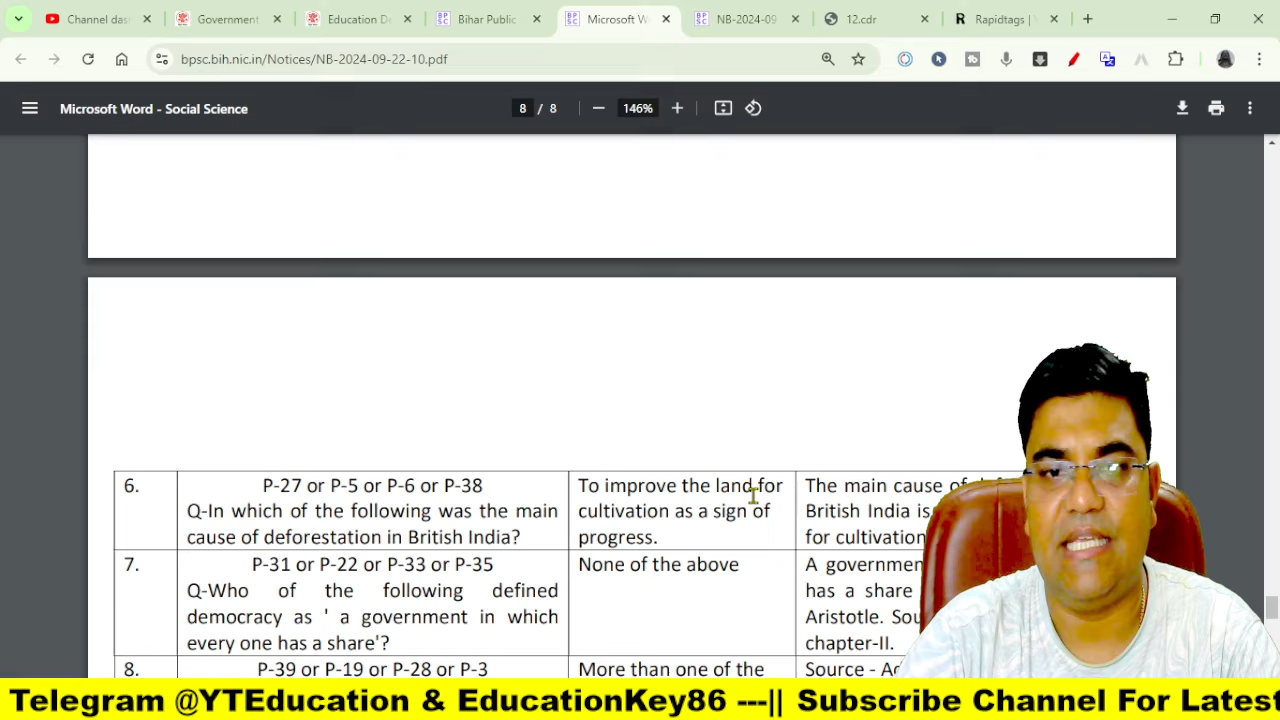 Channel das
Government
Education De
Bihar Public
Microsoft Wo
NB-2024-09
12.cdr
Rapidtags |
bpsc.bih.nic.in/Notices/NB-2024-09-22-10.pdf
Microsoft Word - Social Science
8 / 8
146%
6.
P-27 or P-5 or P-6 or P-38
Q-In which of the following was the main
cause of deforestation in British India?
To improve the land for
cultivation as a sign of
progress.
The main cause of
British India is
for cultivation
7.
P-31 or P-22 or P-33 or P-35
Q-Who of the following defined
democracy as ' a government in which
every one has a share'?
None of the above
A governmen
has a share
Aristotle. Sou
chapter-II.
8.
P-39 or P-19 or P-28 or P-3
More than one of the
Source - Ac
Telegram @YTEducation & EducationKey86 ---|| Subscribe Channel For Latest